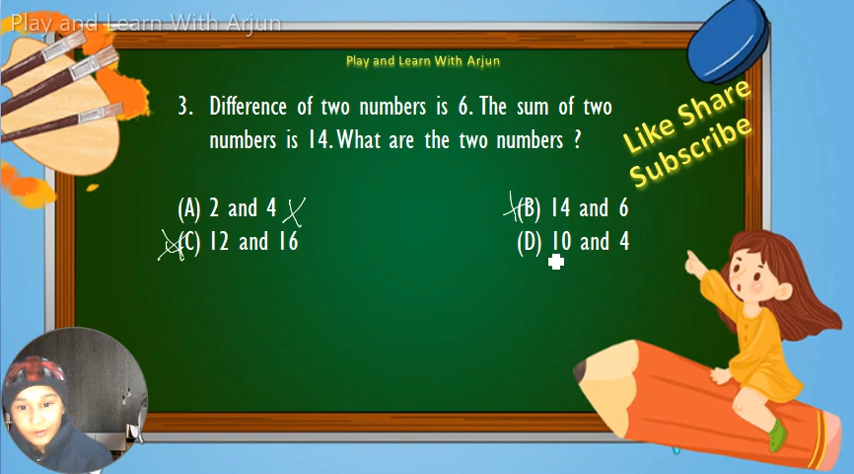 Play and Learn With Arjun
Play and Learn With Arjun
3. Difference of two numbers is 6. The sum of two
numbers is 14. What are the two numbers ?
Like Share
Subscribe
(A) 2 and 4
(B) 14 and 6
(C) 12 and 16
(D) 10 and 4